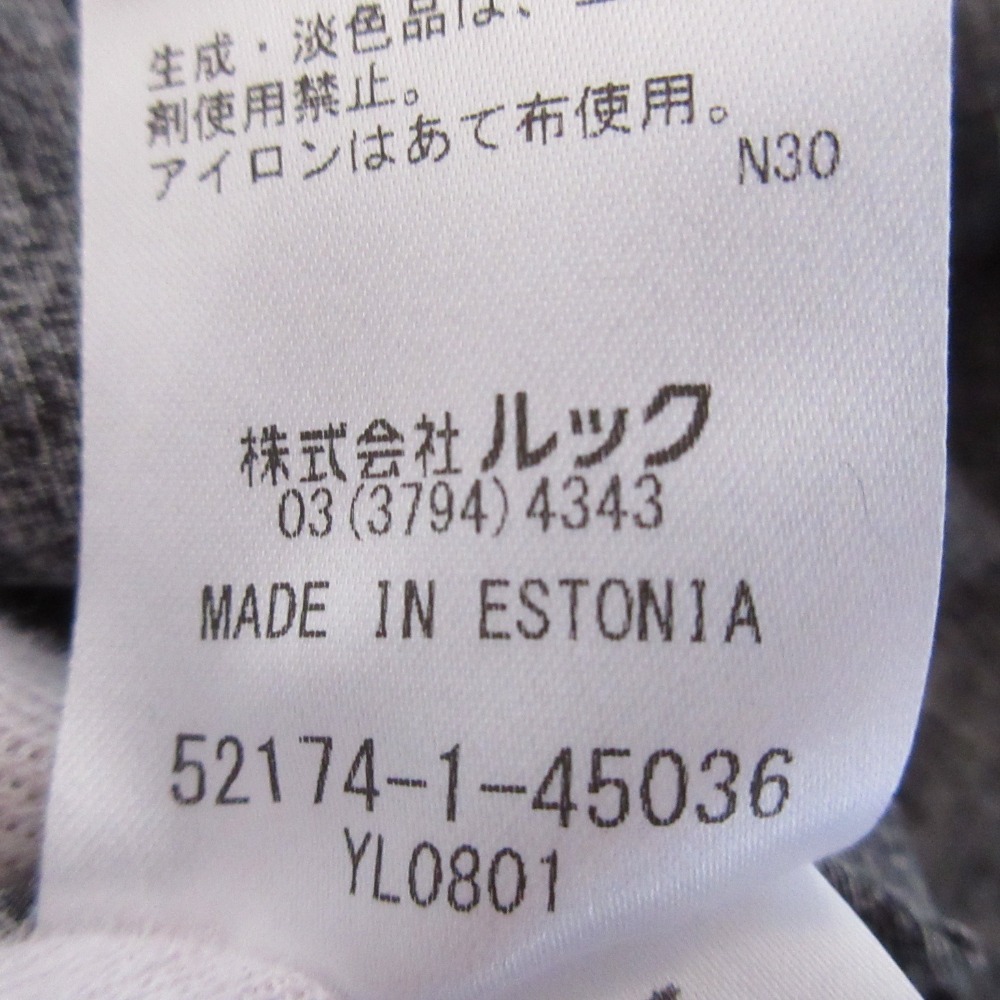 生成・淡色品は、
剤使用禁止。
アイロンはあて布使用。
N30
株式会社ルック
03(3794)4343
MADE IN ESTONIA
52174-1-45036
YL0801